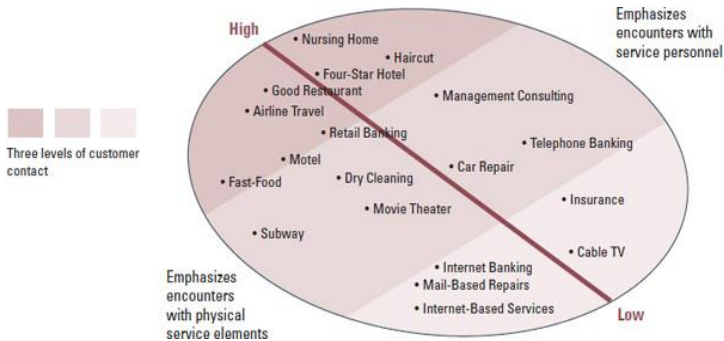 Emphasizes
encounters with
service personnel
High
• Nursing Home
• Haircut
• Four-Star Hotel
• Good Restaurant
• Airline Travel
• Management Consulting
• Retail Banking
• Telephone Banking
Three levels of customer
contact
• Motel
• Car Repair
• Fast-Food
• Dry Cleaning
• Insurance
• Movie Theater
• Subway
• Cable TV
• Internet Banking
• Mail-Based Repairs
• Internet-Based Services
Emphasizes
encounters
with physical
service elements
Low